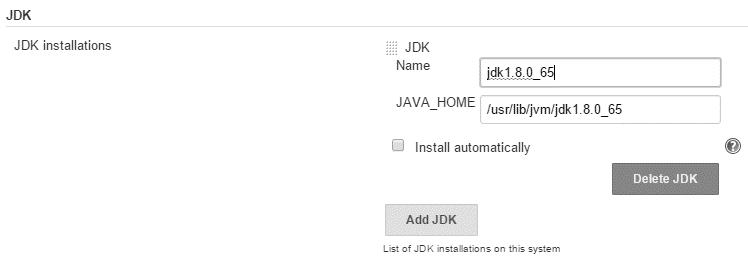 JDK
JDK installations
JDK
Name
jdk1.8.0_65
JAVA_HOME
/usr/lib/jvm/jdk1.8.0_65
Install automatically
?
Delete JDK
Add JDK
List of JDK installations on this system